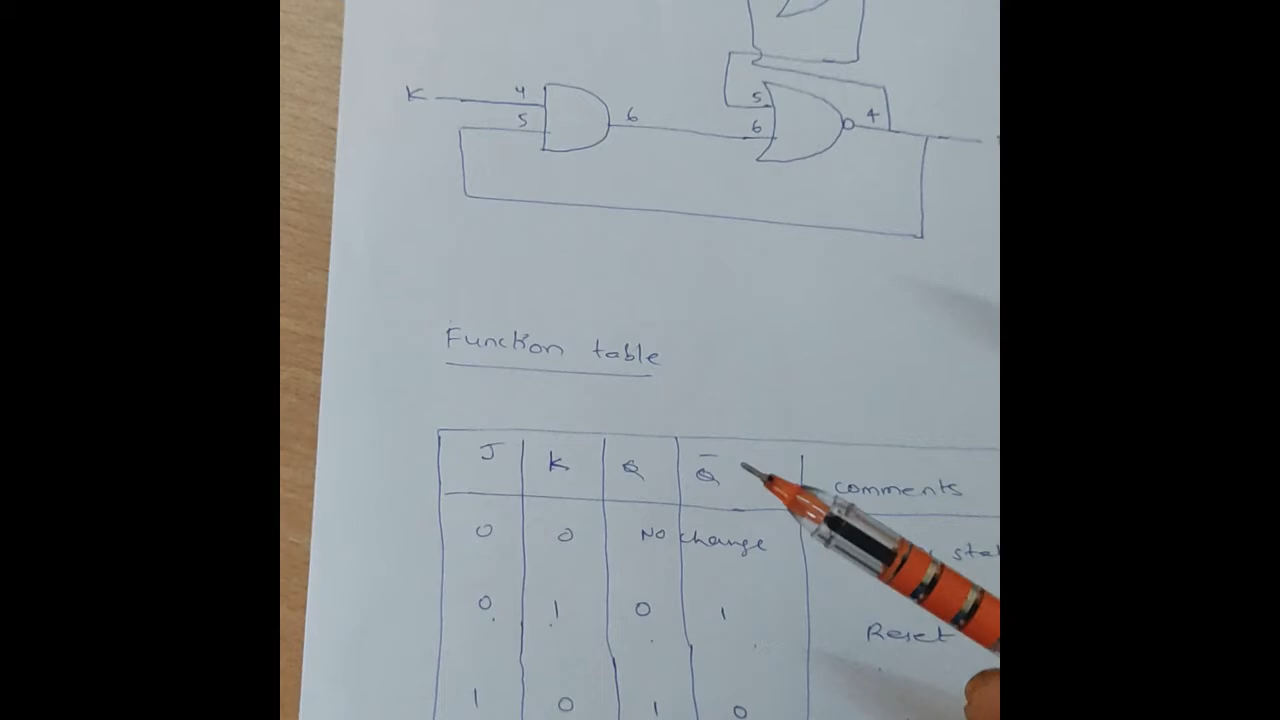 K 4 5 6 5 6 4
Function table
J K Q Q̅ comments
0 0 No change
0 1 0 1 Reset
1 0 1 0